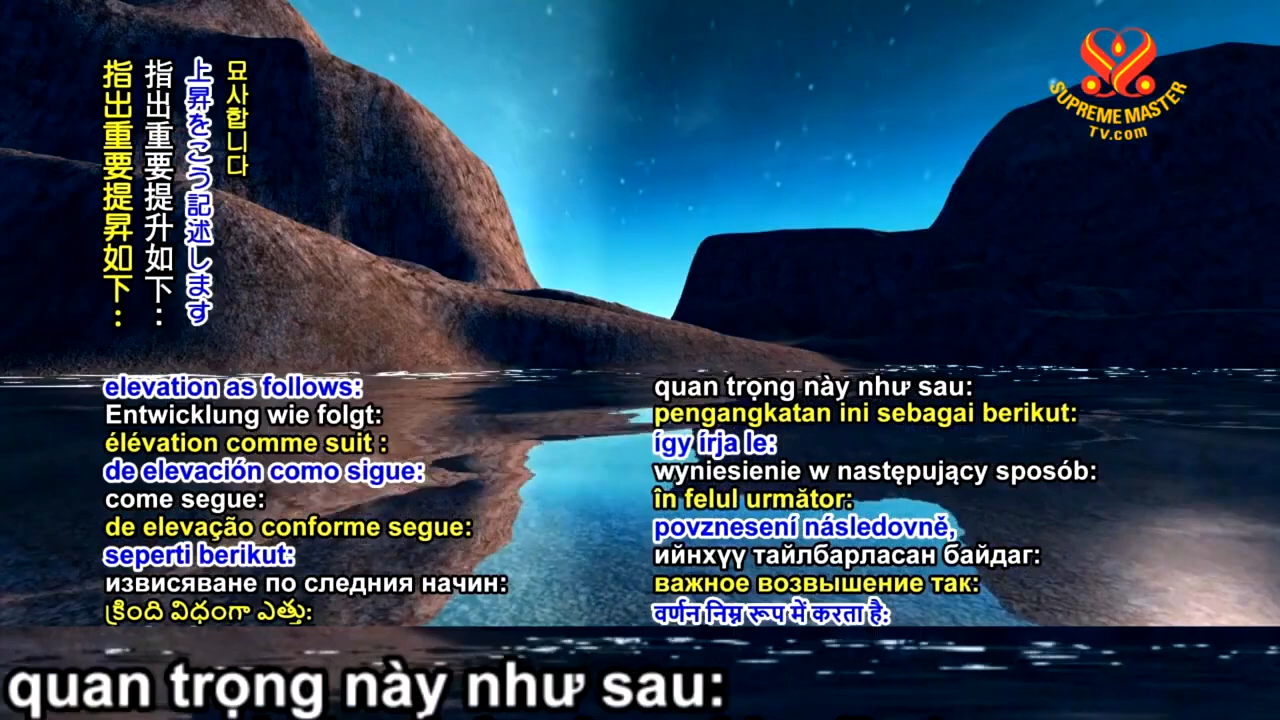 묘사합니다
上昇をこう記述します
指出重要提升如下：
指出重要提昇如下：
SUPREME MASTER
TV.com
elevation as follows:
Entwicklung wie folgt:
élévation comme suit :
de elevación como sigue:
come segue:
de elevação conforme segue:
seperti berikut:
извисяване по следния начин:
క్రింది విధంగా ఎత్తు:
quan trọng này như sau:
pengangkatan ini sebagai berikut:
így írja le:
wyniesienie w następujący sposób:
în felul următor:
povznesení následovně,
ийнхүү тайлбарласан байдаг:
важное возвышение так:
वर्णन निम्न रूप में करता है:
quan trọng này như sau: